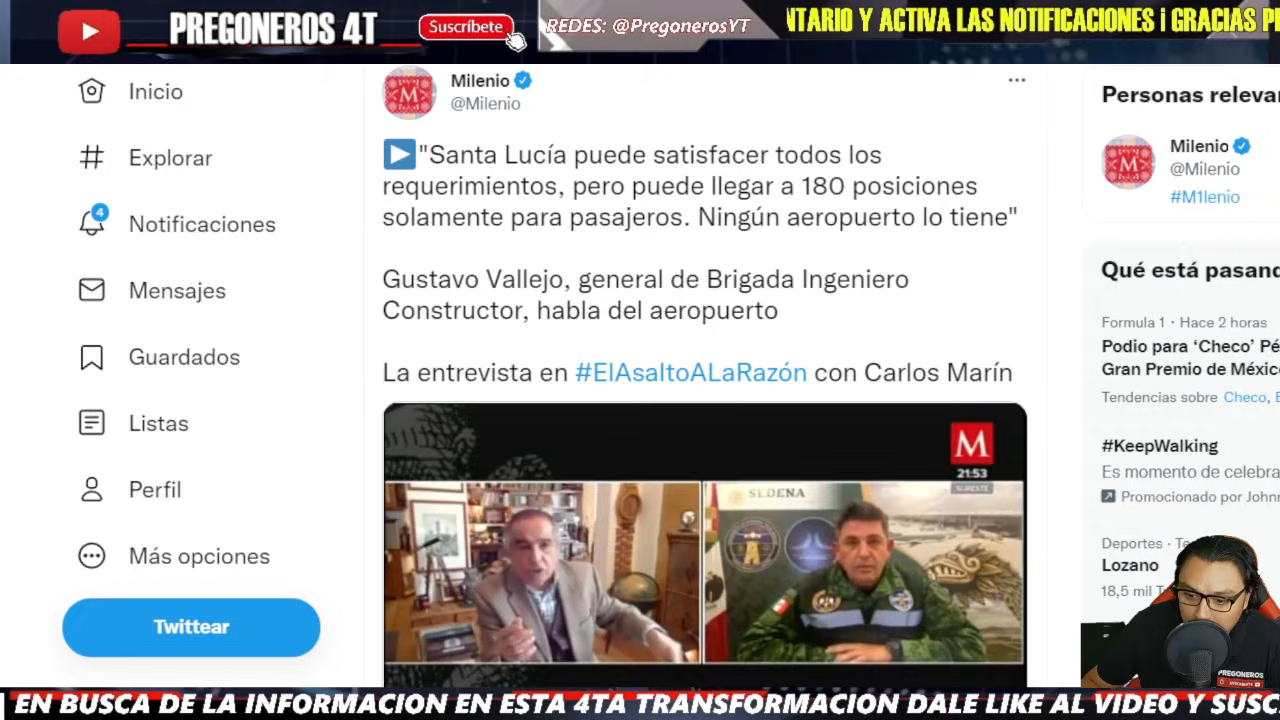 PREGONEROS 4T
Suscríbete
REDES: @PregonerosYT
NTARIO Y ACTIVA LAS NOTIFICACIONES ¡ GRACIAS P
Inicio
Explorar
4
Notificaciones
Mensajes
Guardados
Listas
Perfil
Más opciones
Twittear
M
Milenio
@Milenio
"Santa Lucía puede satisfacer todos los
requerimientos, pero puede llegar a 180 posiciones
solamente para pasajeros. Ningún aeropuerto lo tiene"
Gustavo Vallejo, general de Brigada Ingeniero
Constructor, habla del aeropuerto
La entrevista en #ElAsaltoALaRazón con Carlos Marín
M
21:53
SURESTE
SEDENA
Personas relevan
M
Milenio
@Milenio
#M1lenio
Qué está pasand
Formula 1 · Hace 2 horas
Podio para ‘Checo’ Pé
Gran Premio de México
Tendencias sobre Checo,
#KeepWalking
Es momento de celebra
Promocionado por John
Deportes · Te
Lozano
18,5 mil T
PREGONEROS
EN BUSCA DE LA INFORMACION EN ESTA 4TA TRANSFORMACION DALE LIKE AL VIDEO Y SUSC